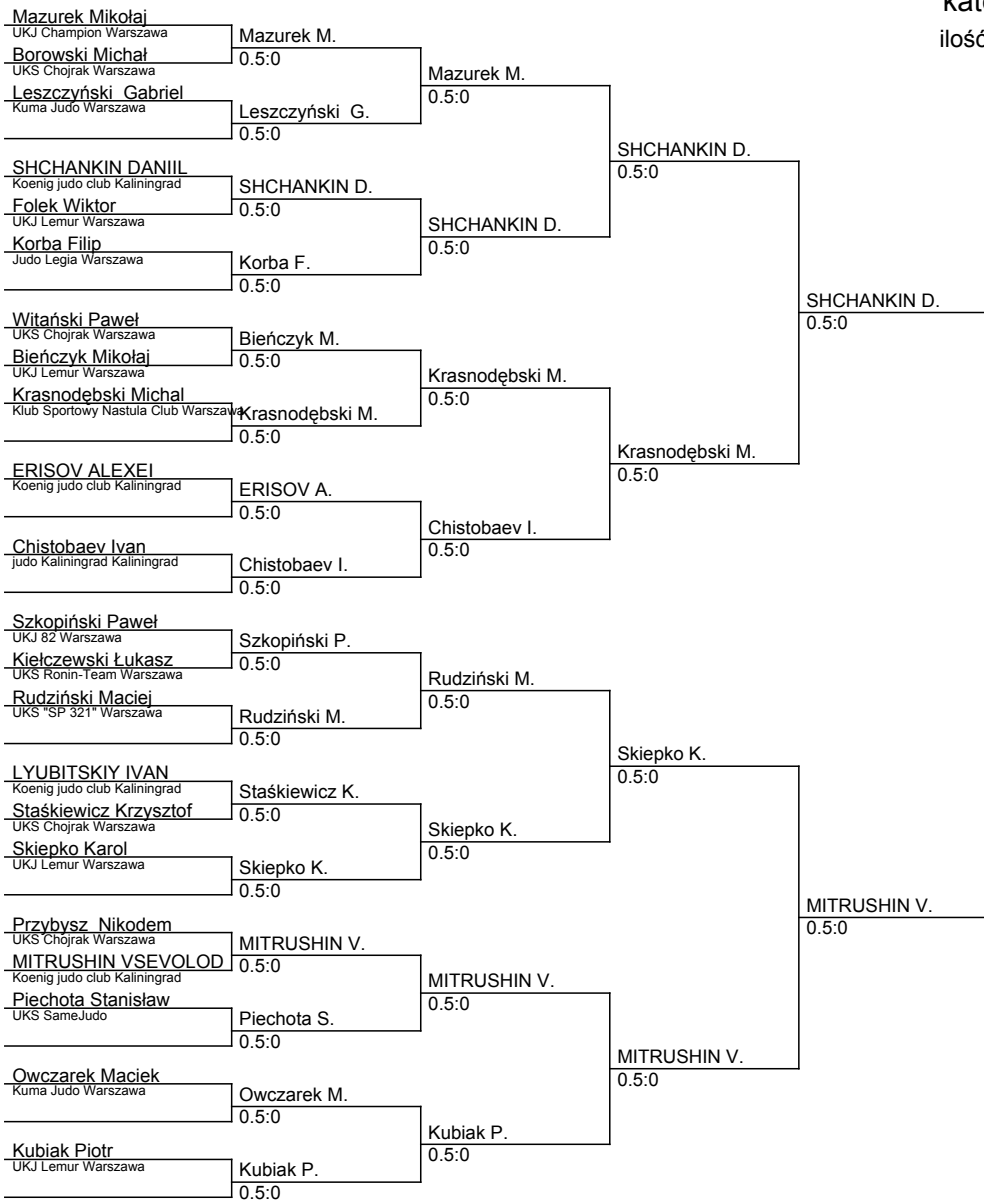 kate
ilość
Mazurek Mikołaj
UKJ Champion Warszawa
Borowski Michał
UKS Chojrak Warszawa
Leszczyński  Gabriel
Kuma Judo Warszawa
SHCHANKIN DANIIL
Koenig judo club Kaliningrad
Folek Wiktor
UKJ Lemur Warszawa
Korba Filip
Judo Legia Warszawa
Witański Paweł
UKS Chojrak Warszawa
Bieńczyk Mikołaj
UKJ Lemur Warszawa
Krasnodębski Michal
Klub Sportowy Nastula Club Warszawa
ERISOV ALEXEI
Koenig judo club Kaliningrad
Chistobaev Ivan
judo Kaliningrad Kaliningrad
Szkopiński Paweł
UKJ 82 Warszawa
Kiełczewski Łukasz
UKS Ronin-Team Warszawa
Rudziński Maciej
UKS "SP 321" Warszawa
LYUBITSKIY IVAN
Koenig judo club Kaliningrad
Staśkiewicz Krzysztof
UKS Chojrak Warszawa
Skiepko Karol
UKJ Lemur Warszawa
Przybysz  Nikodem
UKS Chojrak Warszawa
MITRUSHIN VSEVOLOD
Koenig judo club Kaliningrad
Piechota Stanisław
UKS SameJudo
Owczarek Maciek
Kuma Judo Warszawa
Kubiak Piotr
UKJ Lemur Warszawa
Mazurek M.
0.5:0
Leszczyński  G.
0.5:0
SHCHANKIN D.
0.5:0
Korba F.
0.5:0
Bieńczyk M.
0.5:0
Krasnodębski M.
0.5:0
ERISOV A.
0.5:0
Chistobaev I.
0.5:0
Szkopiński P.
0.5:0
Rudziński M.
0.5:0
Staśkiewicz K.
0.5:0
Skiepko K.
0.5:0
MITRUSHIN V.
0.5:0
Piechota S.
0.5:0
Owczarek M.
0.5:0
Kubiak P.
0.5:0
Mazurek M.
0.5:0
SHCHANKIN D.
0.5:0
Krasnodębski M.
0.5:0
Chistobaev I.
0.5:0
Rudziński M.
0.5:0
Skiepko K.
0.5:0
MITRUSHIN V.
0.5:0
Kubiak P.
0.5:0
SHCHANKIN D.
0.5:0
Krasnodębski M.
0.5:0
Skiepko K.
0.5:0
MITRUSHIN V.
0.5:0
SHCHANKIN D.
0.5:0
MITRUSHIN V.
0.5:0